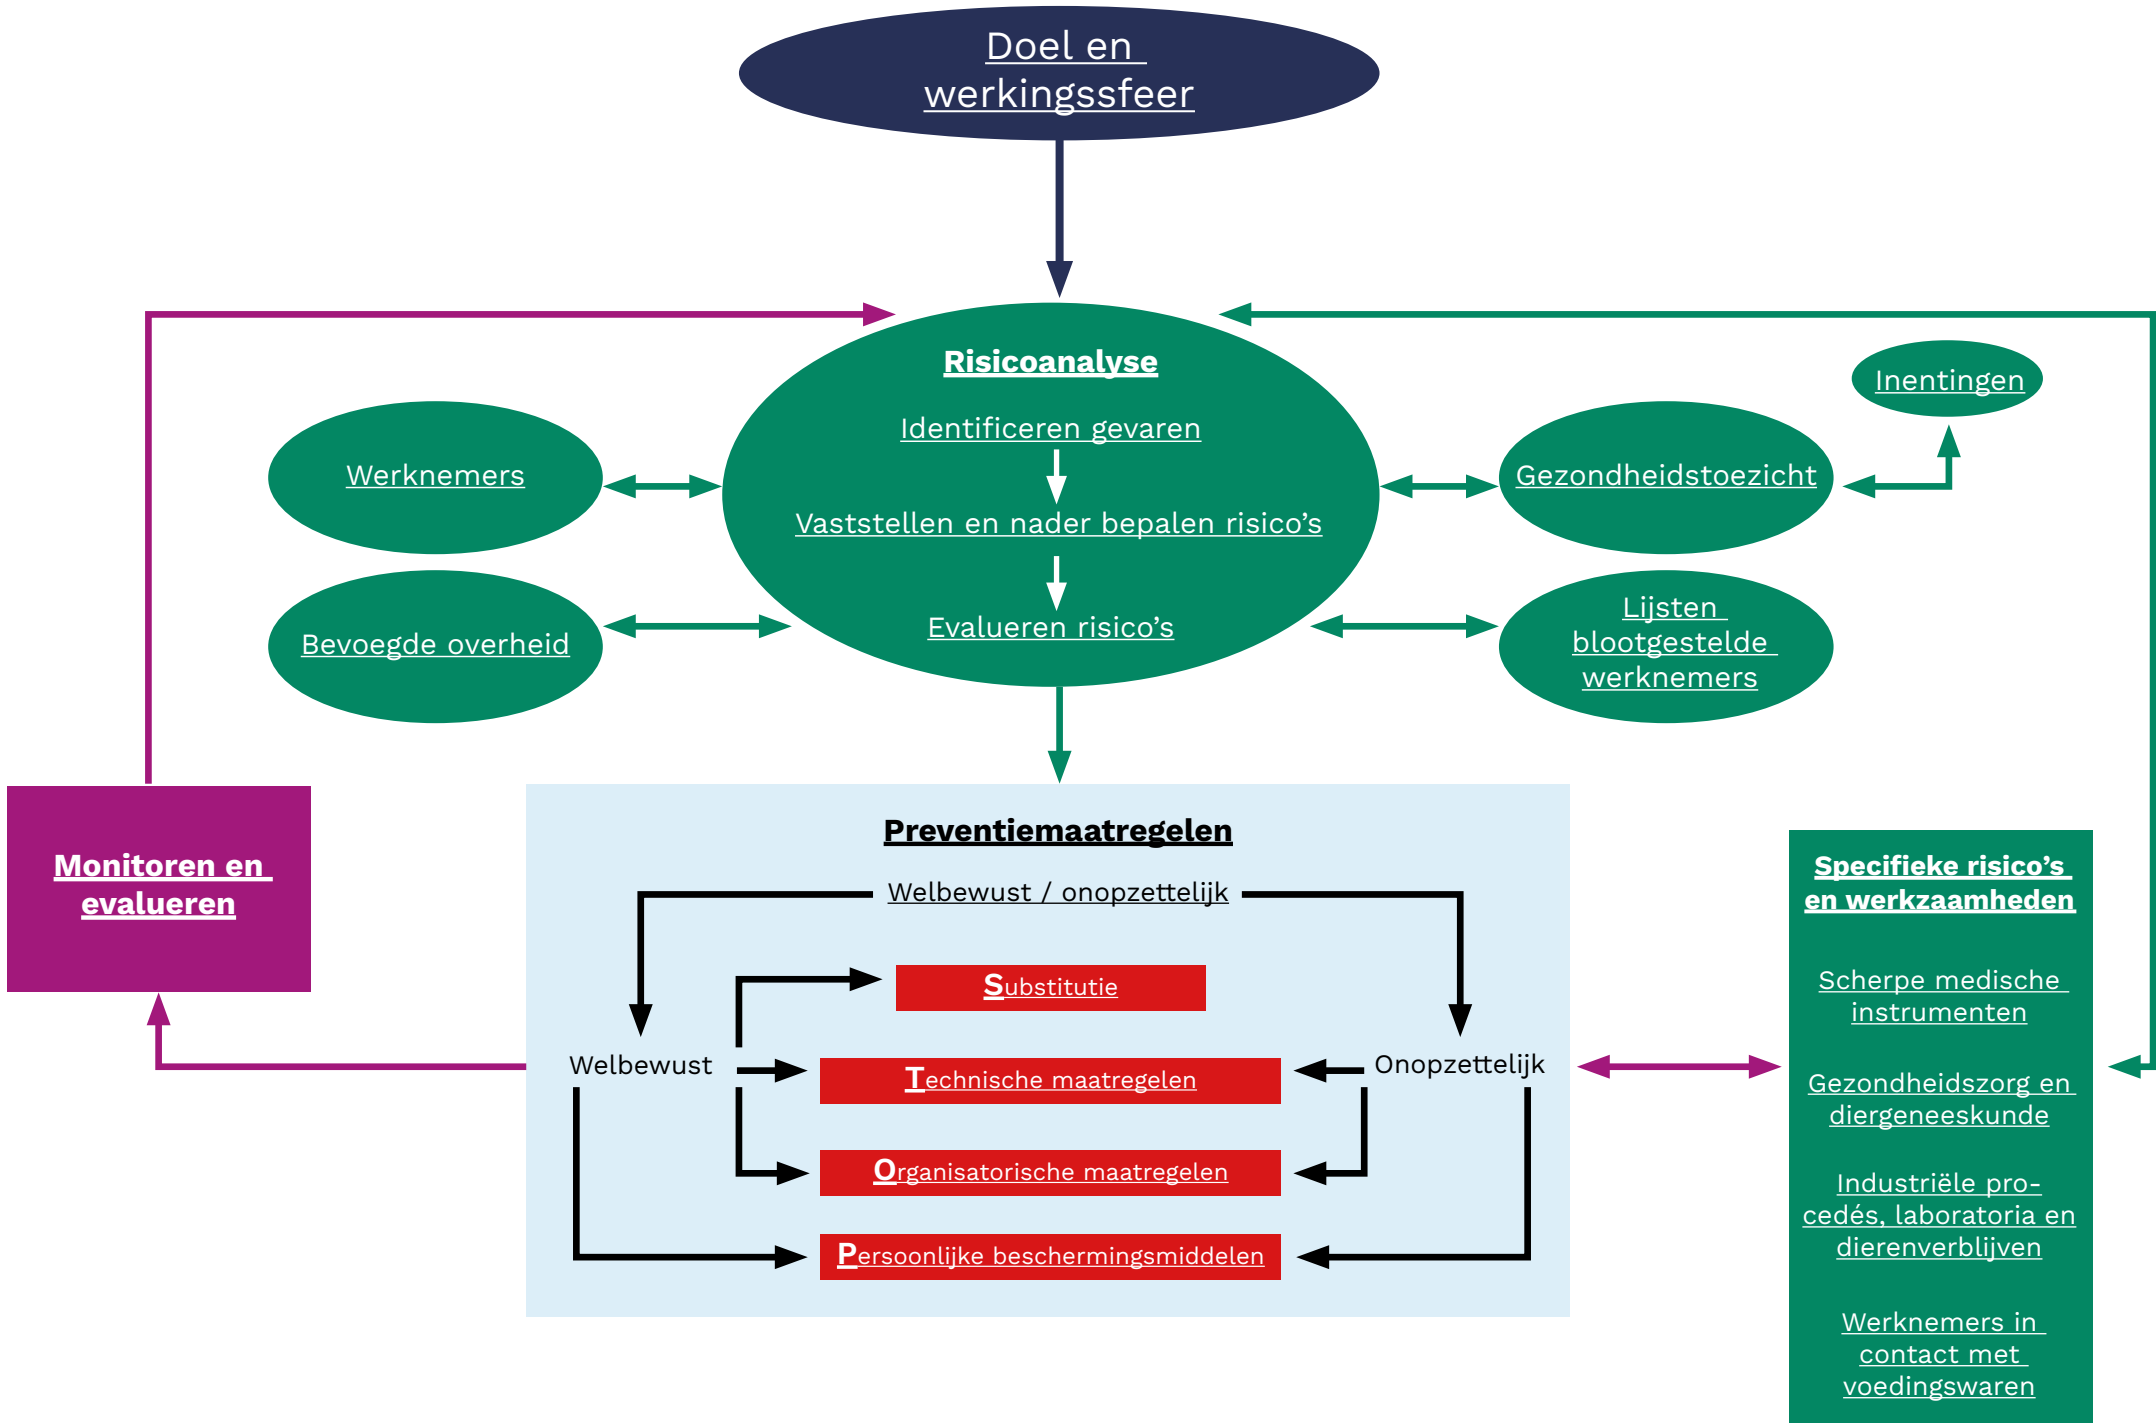 Doel en
werkingssfeer
Risicoanalyse
Identificeren gevaren
Vaststellen en nader bepalen risico’s
Evalueren risico’s
Werknemers
Bevoegde overheid
Gezondheidstoezicht
Inentingen
Lijsten
blootgestelde
werknemers
Monitoren en
evalueren
Preventiemaatregelen
Welbewust / onopzettelijk
Welbewust
Onopzettelijk
Substitutie
Technische maatregelen
Organisatorische maatregelen
Persoonlijke beschermingsmiddelen
Specifieke risico’s
en werkzaamheden
Scherpe medische
instrumenten
Gezondheidszorg en
diergeneeskunde
Industriële pro-
cedés, laboratoria en
dierenverblijven
Werknemers in
contact met
voedingswaren